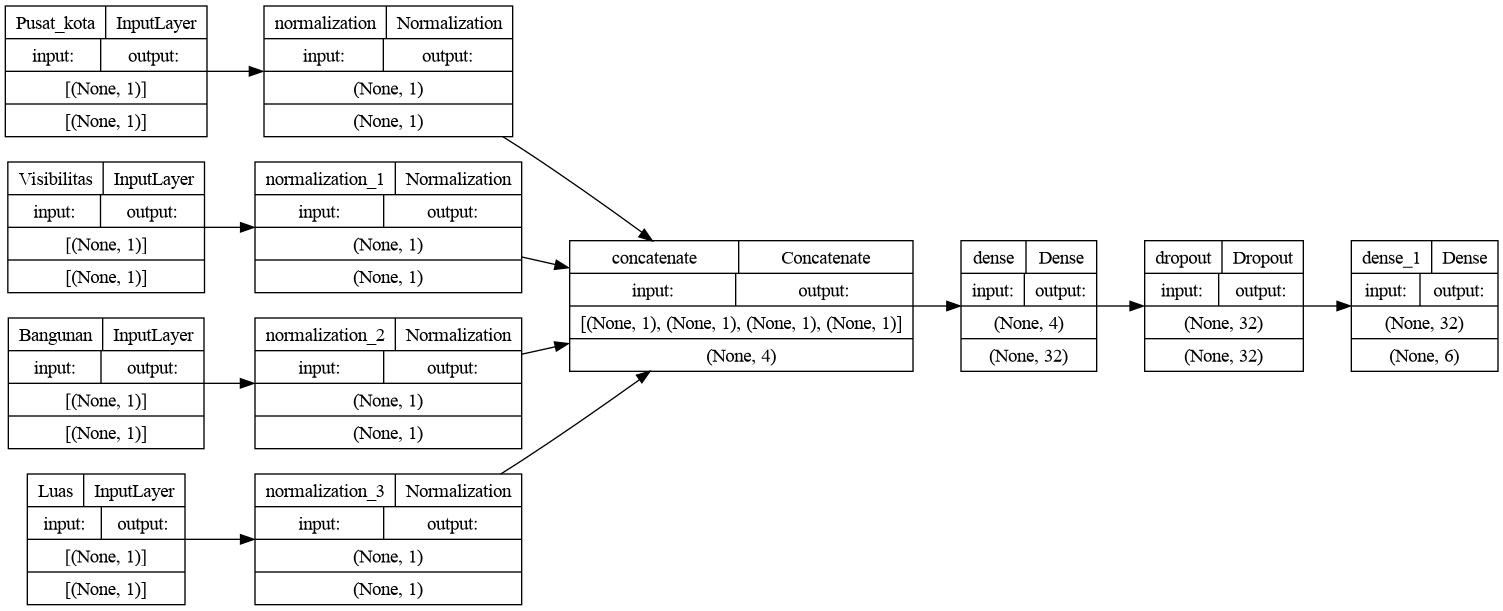 Pusat_kota InputLayer
input: output:
[(None, 1)]
[(None, 1)]
normalization Normalization
input: output:
(None, 1)
(None, 1)
Visibilitas InputLayer
input: output:
[(None, 1)]
[(None, 1)]
normalization_1 Normalization
input: output:
(None, 1)
(None, 1)
Bangunan InputLayer
input: output:
[(None, 1)]
[(None, 1)]
normalization_2 Normalization
input: output:
(None, 1)
(None, 1)
Luas InputLayer
input: output:
[(None, 1)]
[(None, 1)]
normalization_3 Normalization
input: output:
(None, 1)
(None, 1)
concatenate Concatenate
input: output:
[(None, 1), (None, 1), (None, 1), (None, 1)]
(None, 4)
dense Dense
input: output:
(None, 4)
(None, 32)
dropout Dropout
input: output:
(None, 32)
(None, 32)
dense_1 Dense
input: output:
(None, 32)
(None, 6)